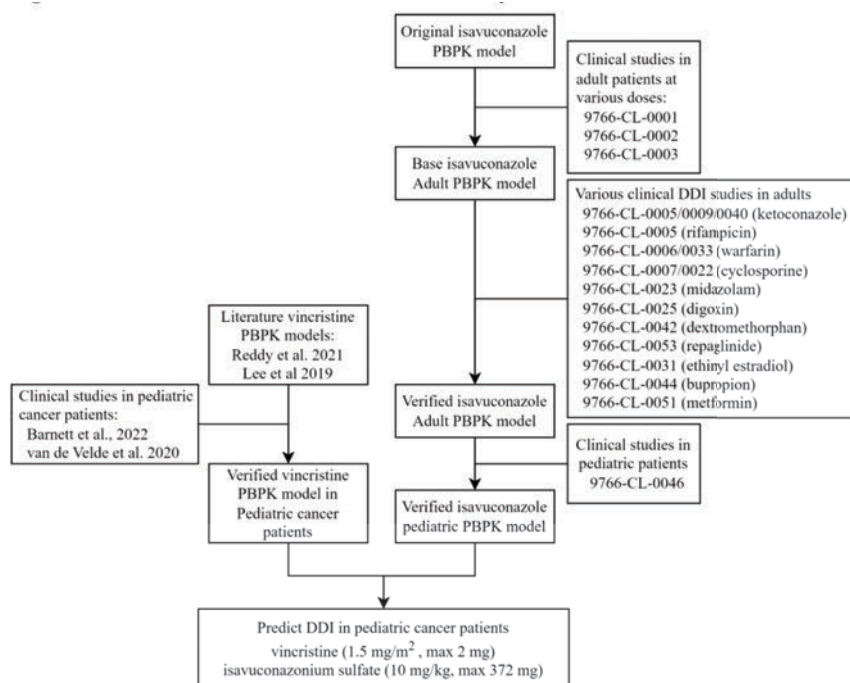 Original isavuconazole
PBPK model
Clinical studies in
adult patients at
various doses:
9766-CL-0001
9766-CL-0002
9766-CL-0003
Base isavuconazole
Adult PBPK model
Various clinical DDI studies in adults
9766-CL-0005/0009/0040 (ketoconazole)
9766-CL-0005 (rifampicin)
9766-CL-0006/0033 (warfarin)
9766-CL-0007/0022 (cyclosporine)
9766-CL-0023 (midazolam)
9766-CL-0025 (digoxin)
9766-CL-0042 (dextromethorphan)
9766-CL-0053 (repaglinide)
9766-CL-0031 (ethinyl estradiol)
9766-CL-0044 (bupropion)
9766-CL-0051 (metformin)
Literature vincristine
PBPK models:
Reddy et al. 2021
Lee et al 2019
Clinical studies in pediatric
cancer patients:
Barnett et al., 2022
van de Velde et al. 2020
Verified isavuconazole
Adult PBPK model
Clinical studies in
pediatric patients
9766-CL-0046
Verified vincristine
PBPK model in
Pediatric cancer
patients
Verified isavuconazole
pediatric PBPK model
Predict DDI in pediatric cancer patients
vincristine (1.5 mg/m², max 2 mg)
isavuconazonium sulfate (10 mg/kg, max 372 mg)